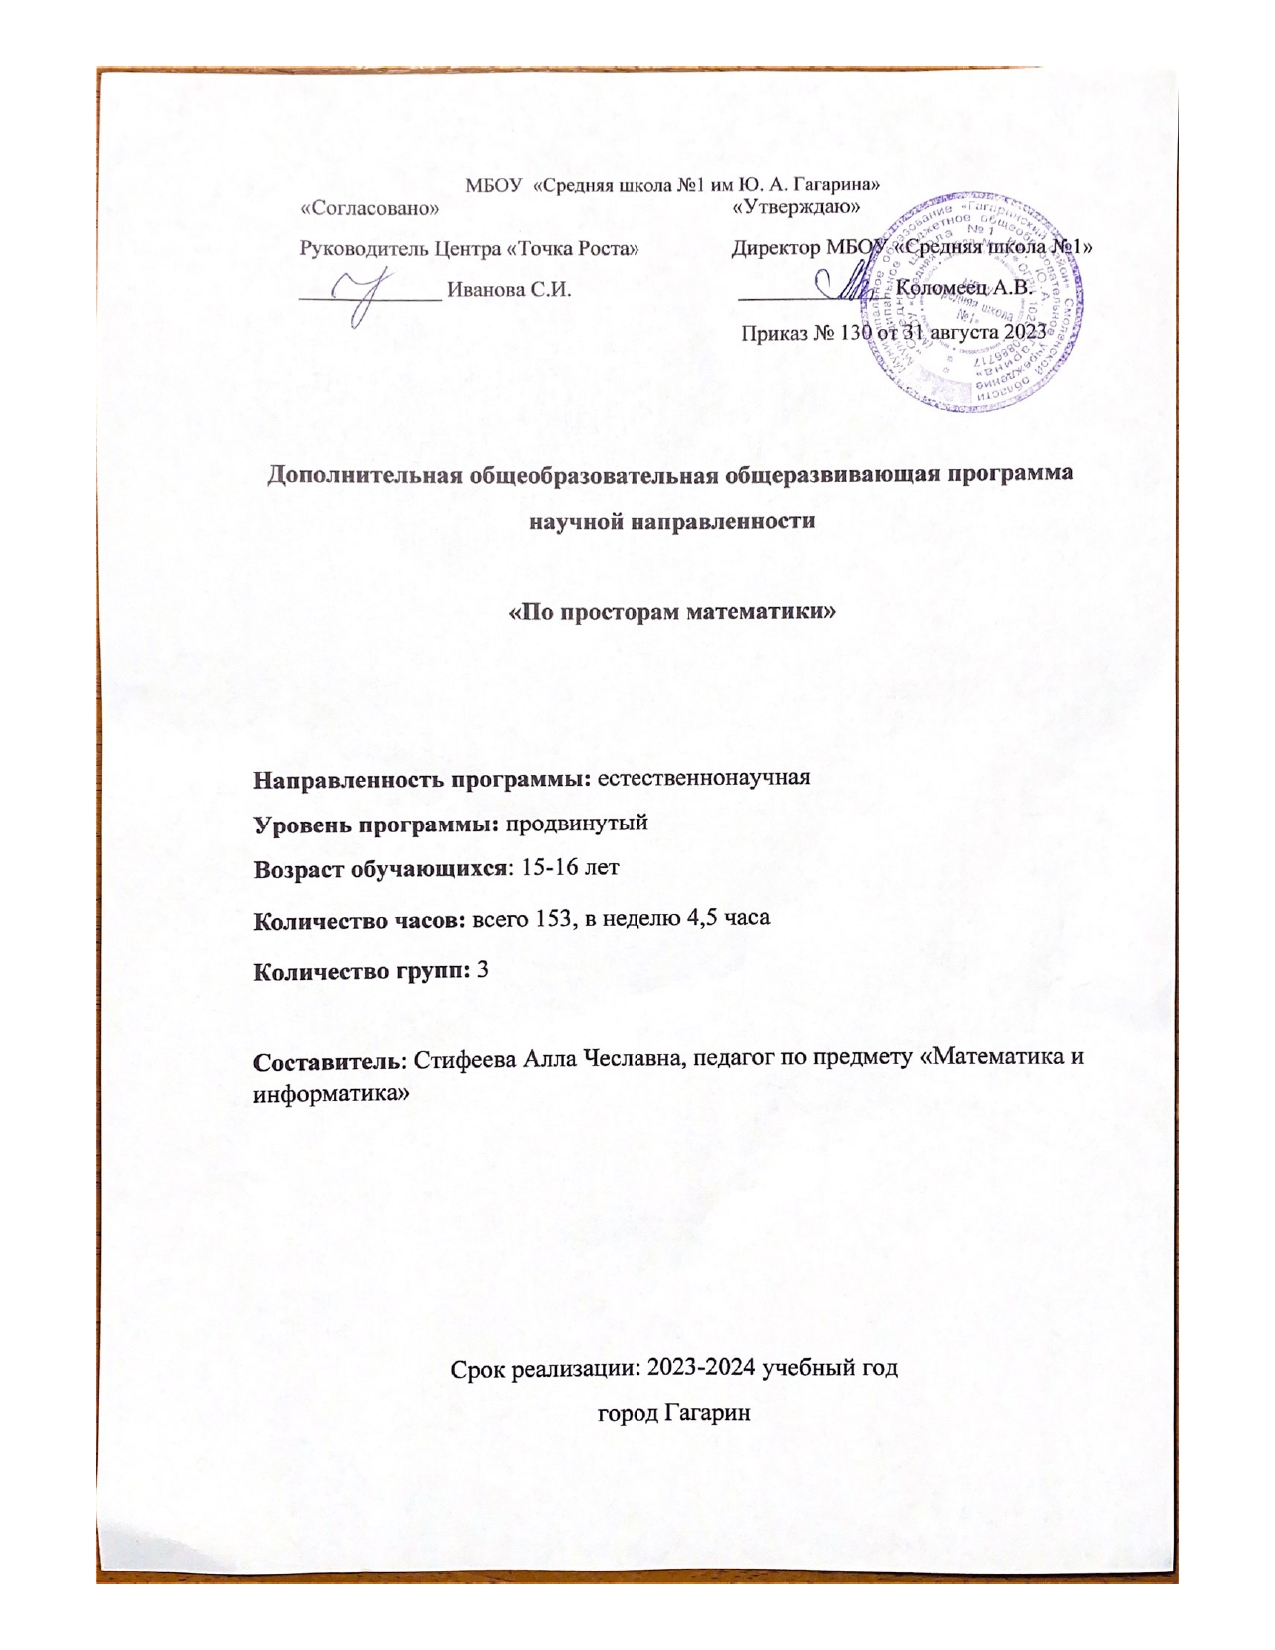 МБОУ «Средняя школа №1 им Ю. А. Гагарина»
«Согласовано» «Утверждаю»
Руководитель Центра «Точка Роста» Директор МБОУ «Средняя школа №1»
Иванова С.И. Коломеец А.В.
Приказ № 130 от 31 августа 2023
Дополнительная общеобразовательная общеразвивающая программа
научной направленности
«По просторам математики»
Направленность программы: естественнонаучная
Уровень программы: продвинутый
Возраст обучающихся: 15-16 лет
Количество часов: всего 153, в неделю 4,5 часа
Количество групп: 3
Составитель: Стифеева Алла Чеславна, педагог по предмету «Математика и
информатика»
Срок реализации: 2023-2024 учебный год
город Гагарин